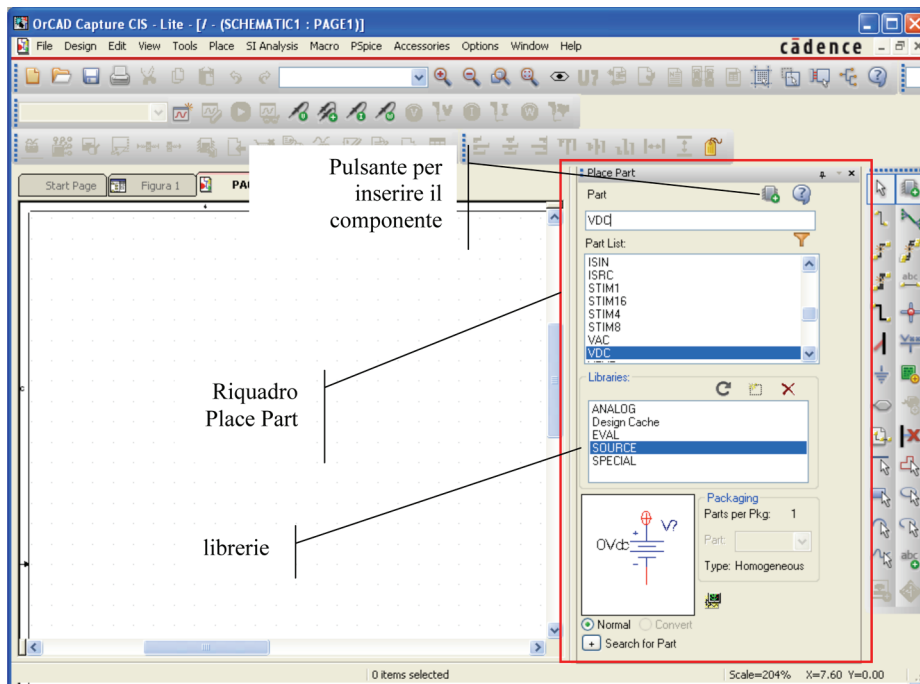 OrCAD Capture CIS - Lite - [/ - (SCHEMATIC1 : PAGE1)]
File Design Edit View Tools Place SI Analysis Macro PSpice Accessories Options Window Help
cādence
U?
Start Page
Figura 1
PA
Pulsante per
inserire il
componente
Place Part
Part
VDC
Part List:
ISIN
ISRC
STIM1
STIM16
STIM4
STIM8
VAC
VDC
Riquadro
Place Part
Libraries:
ANALOG
Design Cache
EVAL
SOURCE
SPECIAL
librerie
V?
0Vdc
Packaging
Parts per Pkg: 1
Part:
Type: Homogeneous
Normal
Convert
Search for Part
abc
abc
C
0 items selected
Scale=204% X=7.60 Y=0.00